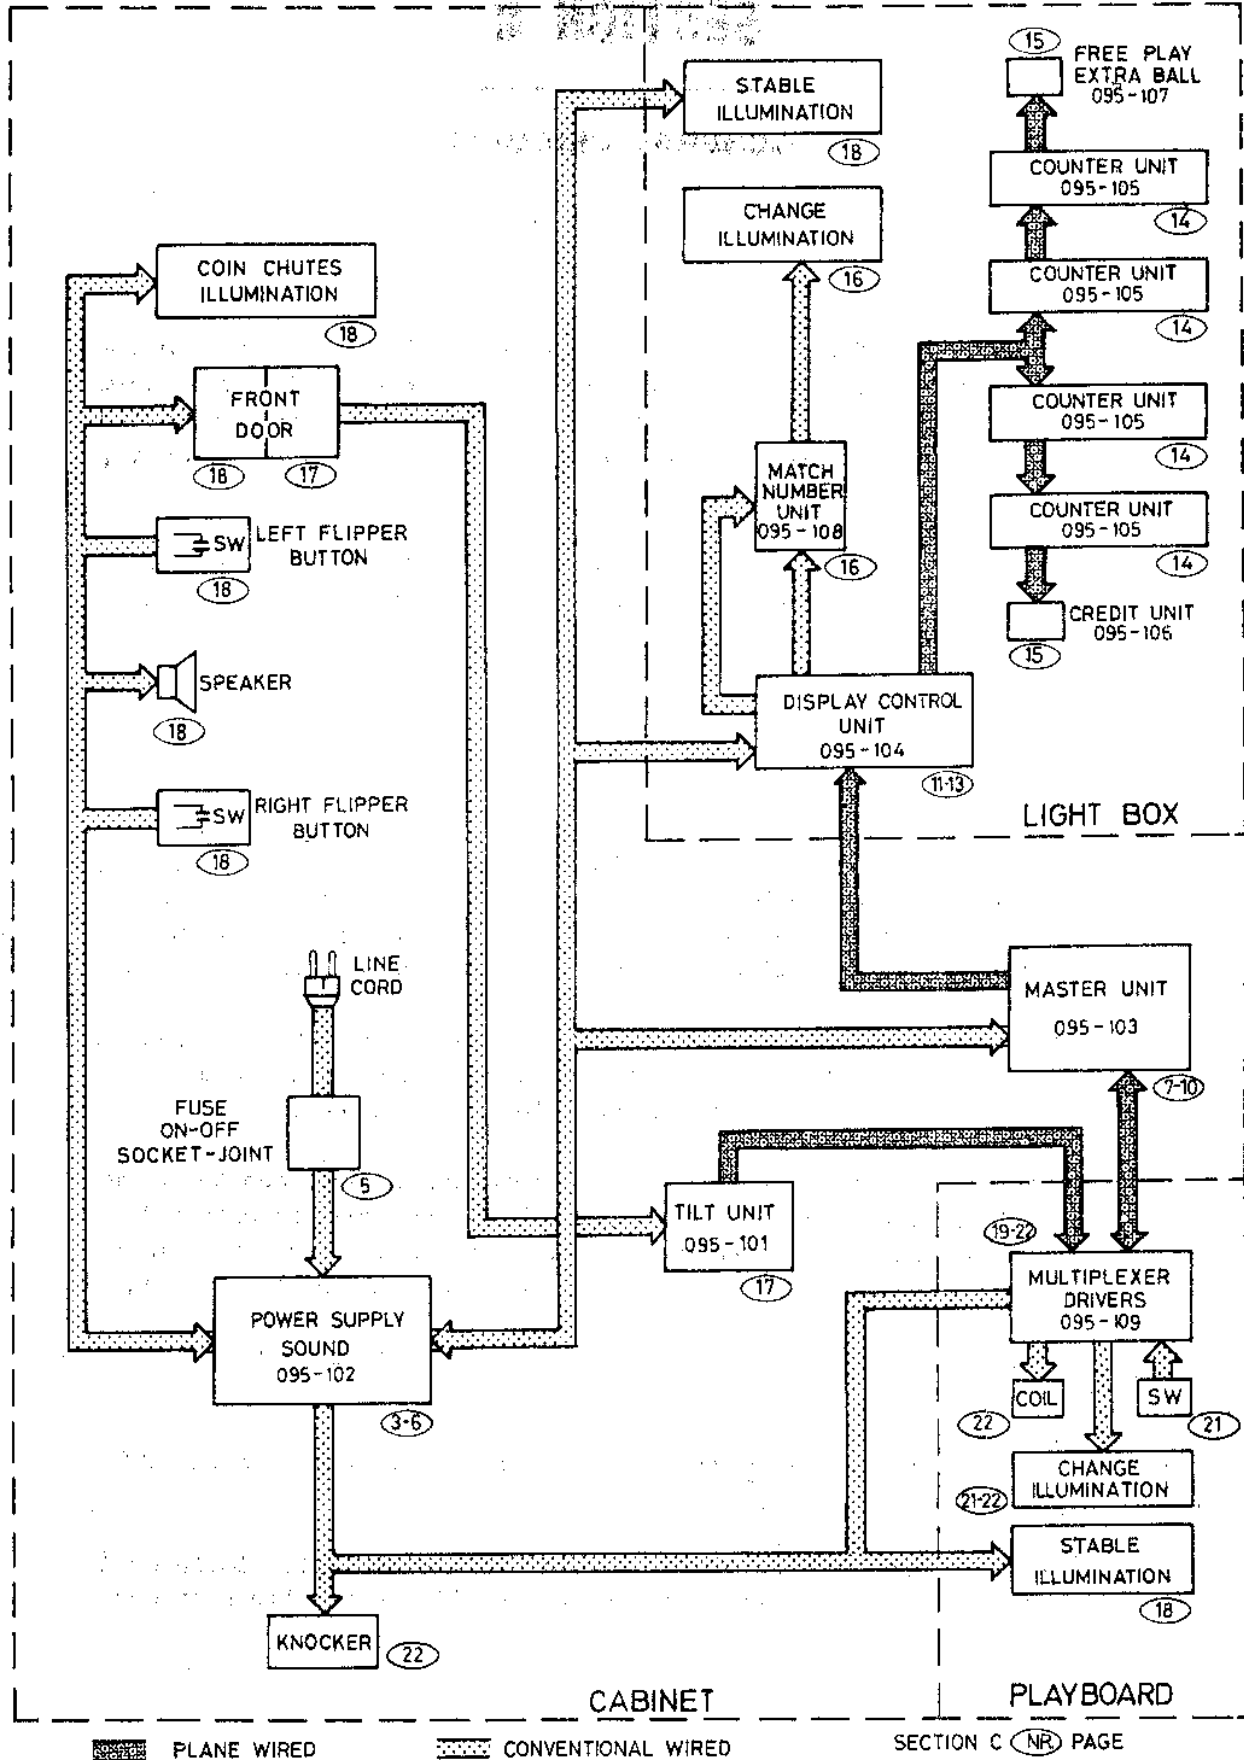 STABLE
ILLUMINATION
18
15
FREE PLAY
EXTRA BALL
095-107
COUNTER UNIT
095-105
14
CHANGE
ILLUMINATION
16
COUNTER UNIT
095-105
14
COIN CHUTES
ILLUMINATION
18
FRONT
DOOR
18
17
COUNTER UNIT
095-105
14
MATCH
NUMBER
UNIT
095-108
16
COUNTER UNIT
095-105
14
SW
LEFT FLIPPER
BUTTON
18
CREDIT UNIT
095-106
15
SPEAKER
18
DISPLAY CONTROL
UNIT
095-104
11-13
SW
RIGHT FLIPPER
BUTTON
18
LIGHT BOX
LINE
CORD
MASTER UNIT
095-103
7-10
FUSE
ON-OFF
SOCKET-JOINT
5
TILT UNIT
095-101
17
19-22
MULTIPLEXER
DRIVERS
095-109
POWER SUPPLY
SOUND
095-102
3-6
COIL
22
SW
21
CHANGE
ILLUMINATION
21-22
STABLE
ILLUMINATION
18
KNOCKER
22
CABINET
PLAYBOARD
PLANE WIRED
CONVENTIONAL WIRED
SECTION C NR PAGE